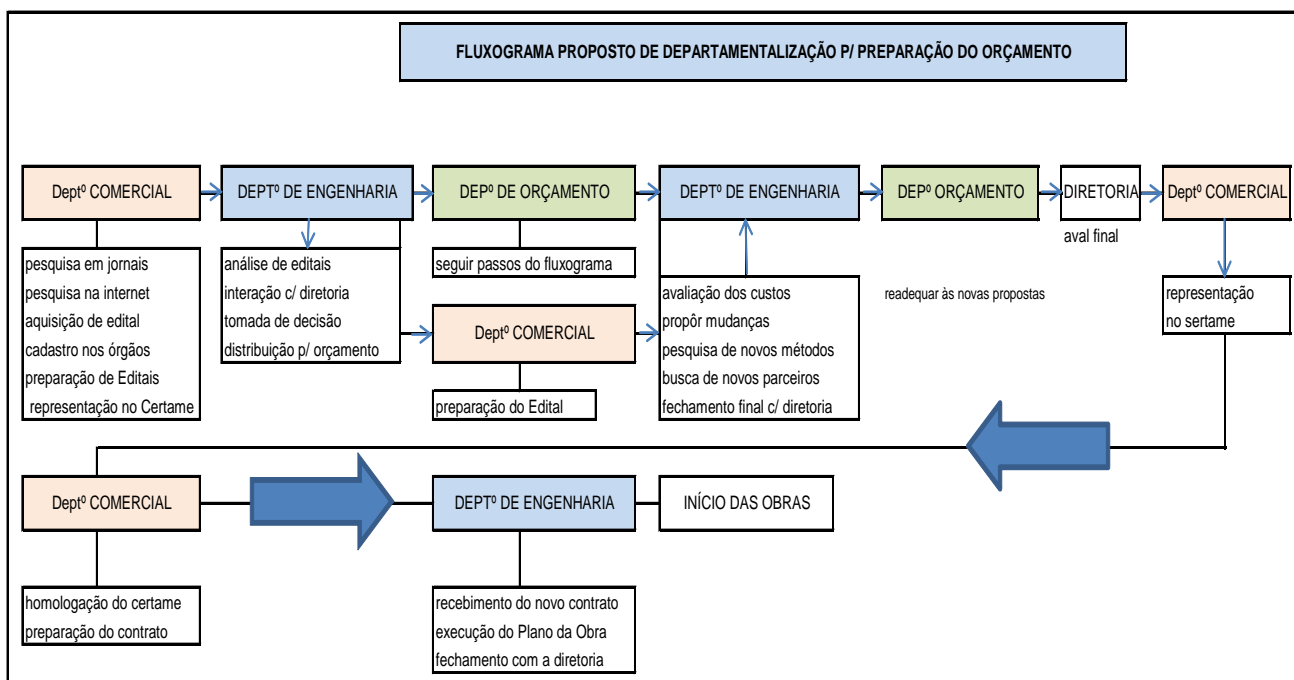 FLUXOGRAMA PROPOSTO DE DEPARTAMENTALIZAÇÃO P/ PREPARAÇÃO DO ORÇAMENTO
Deptº COMERCIAL
DEPTº DE ENGENHARIA
DEPº DE ORÇAMENTO
DEPTº DE ENGENHARIA
DEPº ORÇAMENTO
DIRETORIA
Deptº COMERCIAL
pesquisa em jornais
pesquisa na internet
aquisição de edital
cadastro nos órgãos
preparação de Editais
representação no Certame
análise de editais
interação c/ diretoria
tomada de decisão
distribuição p/ orçamento
seguir passos do fluxograma
Deptº COMERCIAL
preparação do Edital
avaliação dos custos
propôr mudanças
pesquisa de novos métodos
busca de novos parceiros
fechamento final c/ diretoria
readequar às novas propostas
aval final
representação
no sertame
Deptº COMERCIAL
DEPTº DE ENGENHARIA
INÍCIO DAS OBRAS
homologação do certame
preparação do contrato
recebimento do novo contrato
execução do Plano da Obra
fechamento com a diretoria